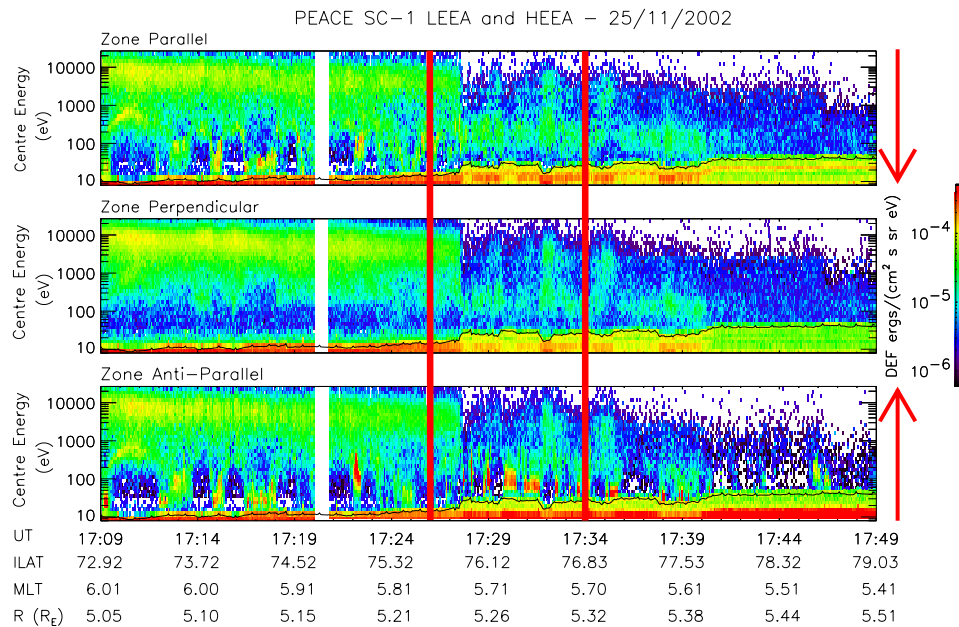 PEACE SC-1 LEEA and HEEA - 25/11/2002
Zone Parallel
Centre Energy
(eV)
10000
1000
100
10
Zone Perpendicular
Centre Energy
(eV)
10000
1000
100
10
Zone Anti-Parallel
Centre Energy
(eV)
10000
1000
100
10
DEF ergs/(cm² s sr eV)
10⁻⁴
10⁻⁵
10⁻⁶
UT 17:09 17:14 17:19 17:24 17:29 17:34 17:39 17:44 17:49
ILAT 72.92 73.72 74.52 75.32 76.12 76.83 77.53 78.32 79.03
MLT 6.01 6.00 5.91 5.81 5.71 5.70 5.61 5.51 5.41
R (R_E) 5.05 5.10 5.15 5.21 5.26 5.32 5.38 5.44 5.51